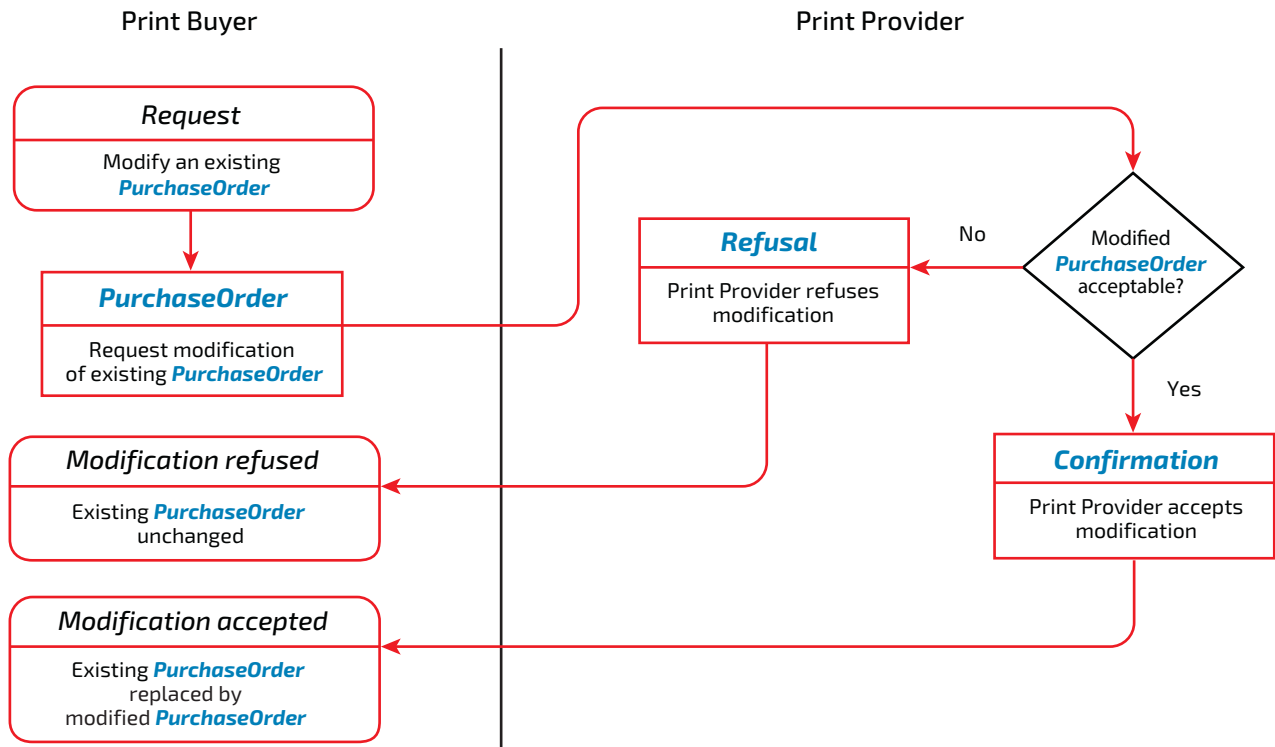 Print Buyer
Print Provider
Request
Modify an existing
PurchaseOrder
PurchaseOrder
Request modification
of existing PurchaseOrder
Modification refused
Existing PurchaseOrder
unchanged
Modification accepted
Existing PurchaseOrder
replaced by
modified PurchaseOrder
Refusal
Print Provider refuses
modification
No
Modified
PurchaseOrder
acceptable?
Yes
Confirmation
Print Provider accepts
modification